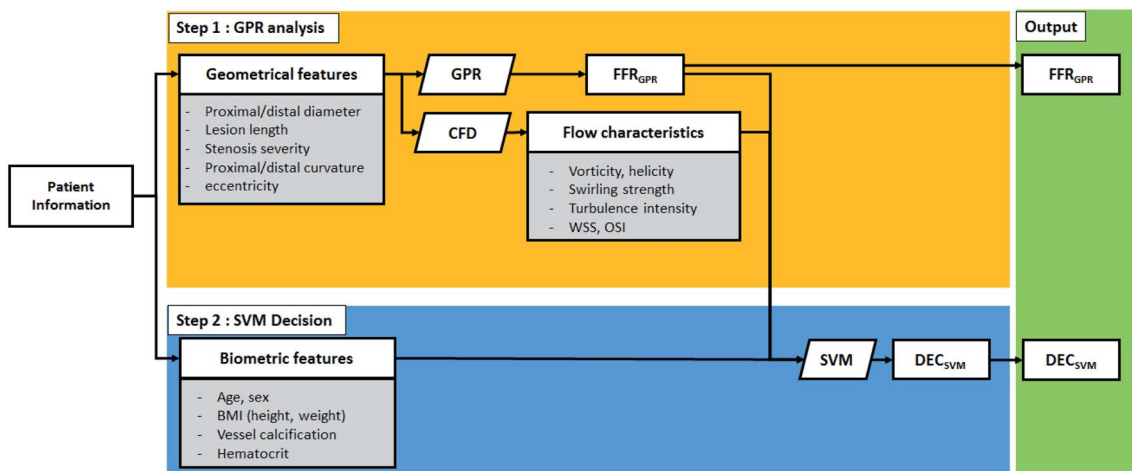 Step 1 : GPR analysis
Output
Geometrical features
GPR
FFRGPR
FFRGPR
- Proximal/distal diameter
- Lesion length
- Stenosis severity
- Proximal/distal curvature
- eccentricity
CFD
Flow characteristics
- Vorticity, helicity
- Swirling strength
- Turbulence intensity
- WSS, OSI
Patient
Information
Step 2 : SVM Decision
Biometric features
SVM
DECSVM
DECSVM
- Age, sex
- BMI (height, weight)
- Vessel calcification
- Hematocrit